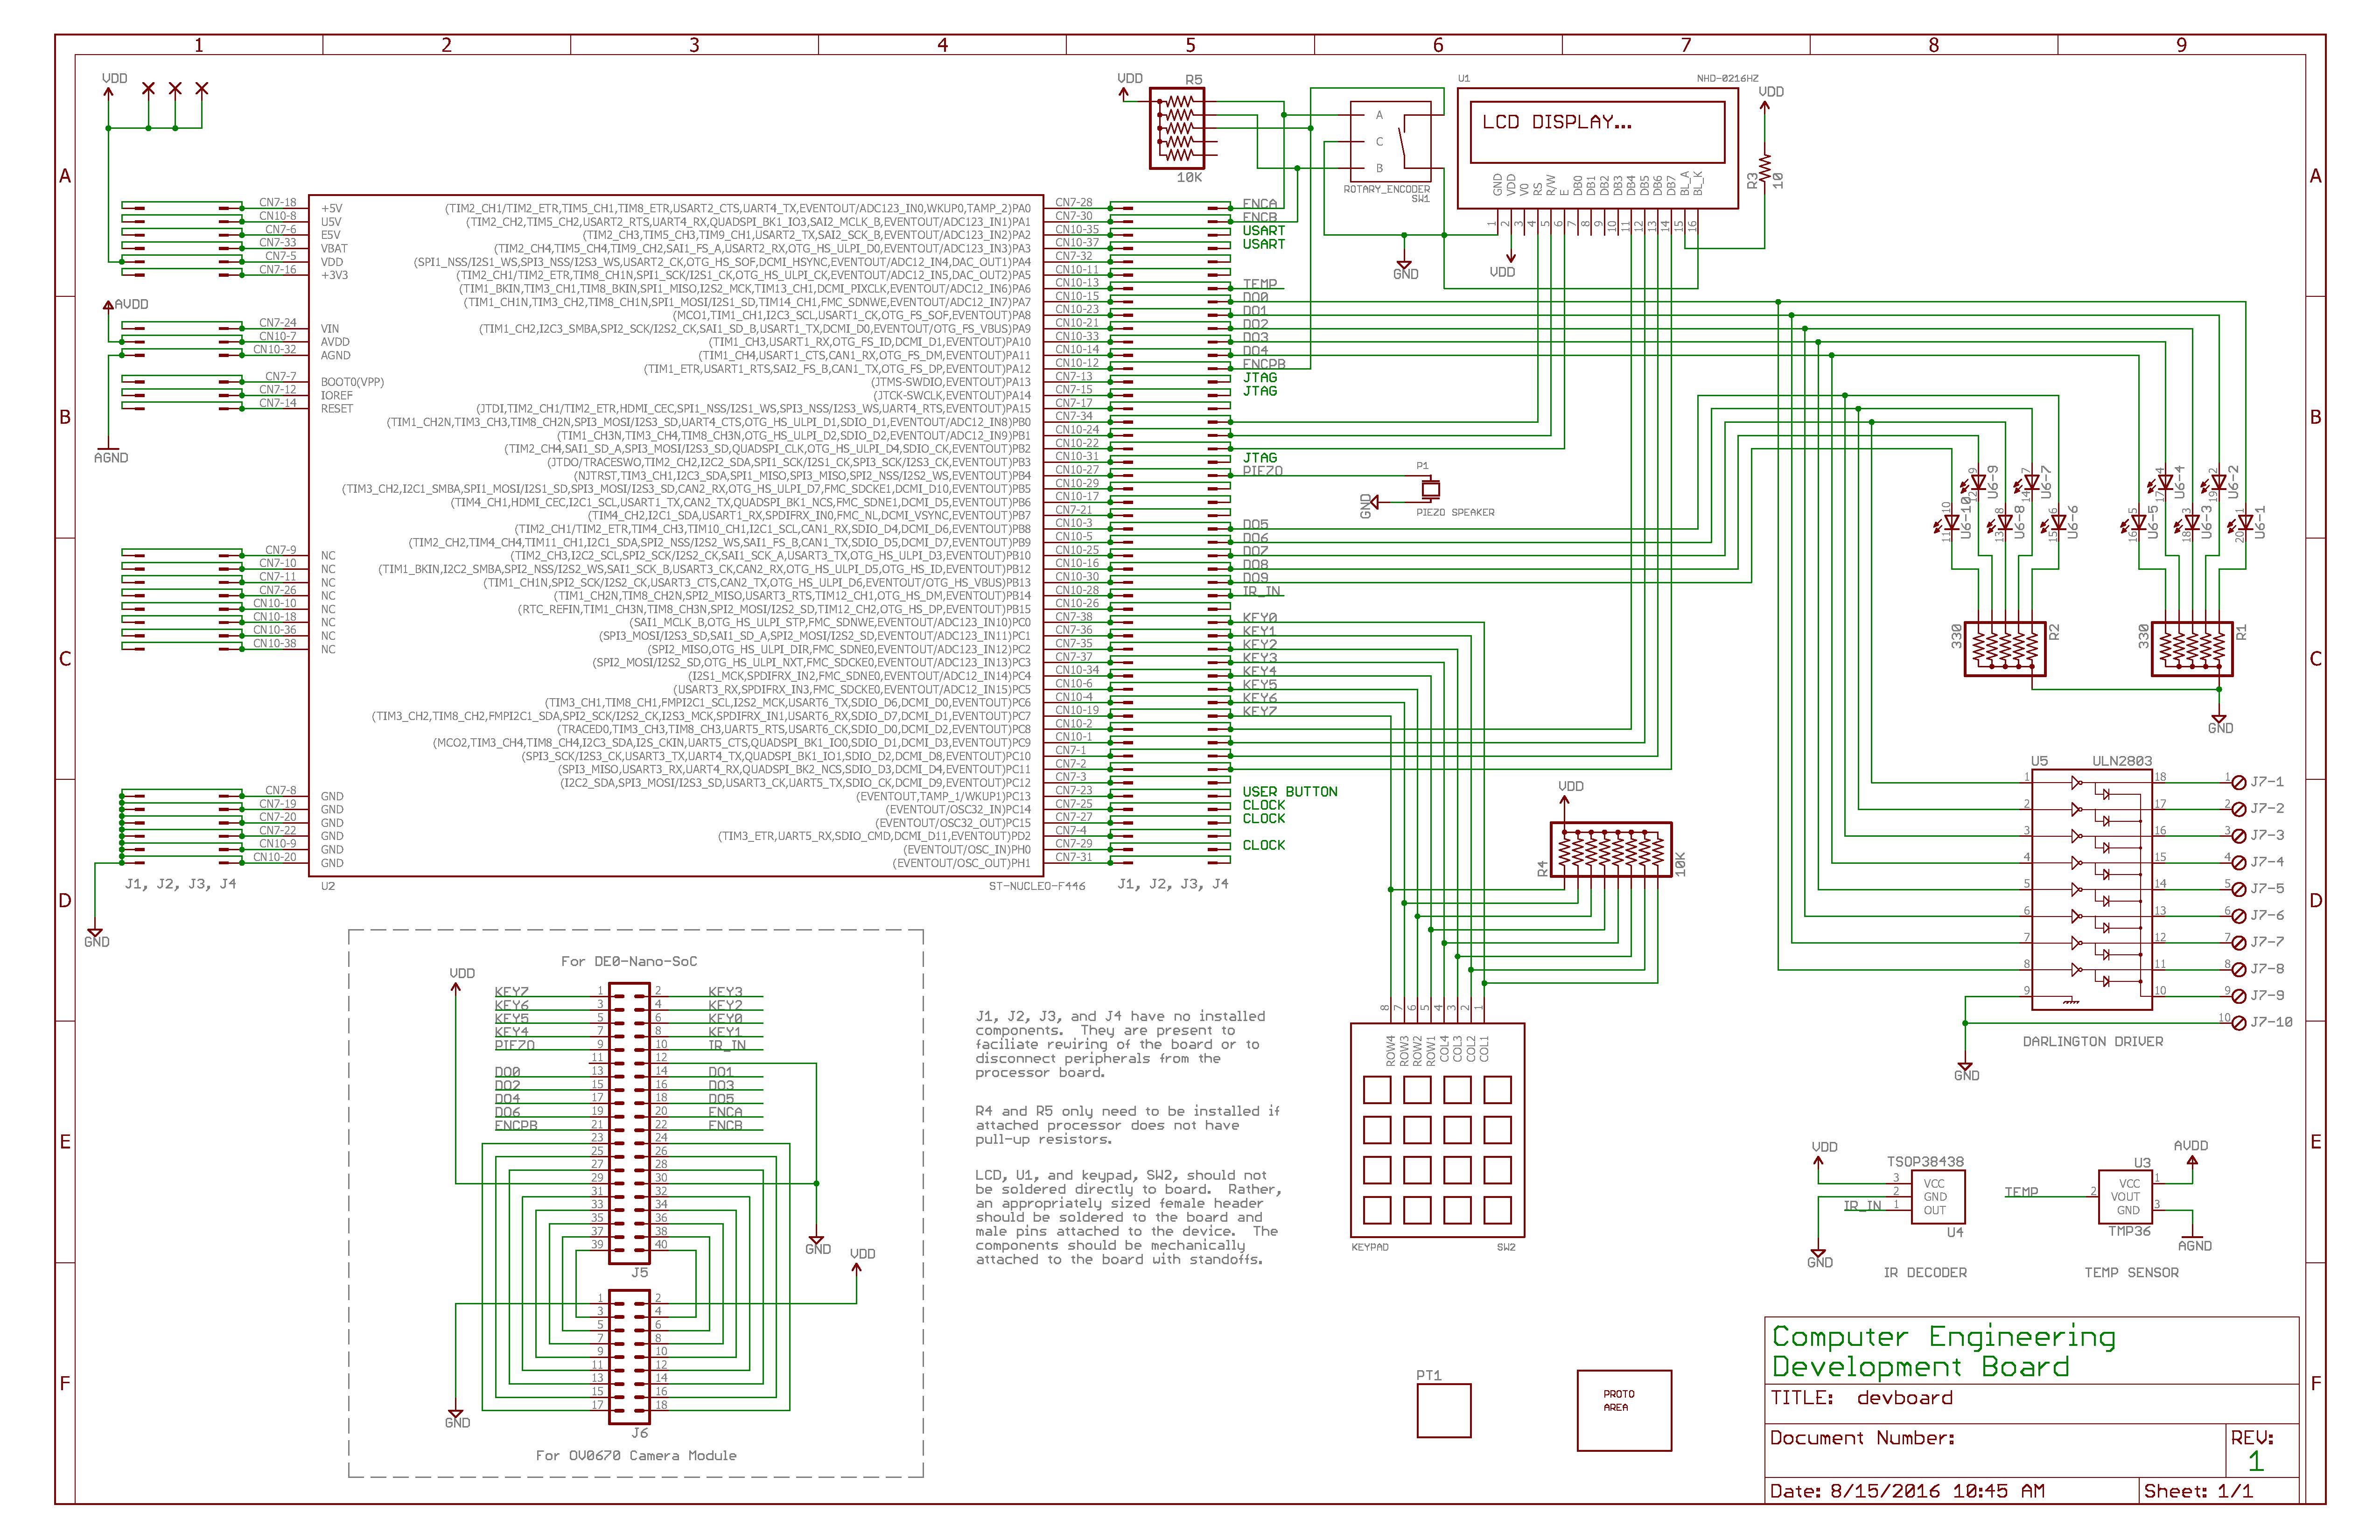 1 2 3 4 5 6 7 8 9
A
B
C
D
E
F
VDD
CN7-18 +5V
CN10-8 U5V
CN7-6 E5V
CN7-33 VBAT
CN7-5 VDD
CN7-16 +3V3
AVDD
CN7-24 VIN
CN10-7 AVDD
CN10-32 AGND
CN7-7 BOOT0(VPP)
CN7-12 IOREF
CN7-14 RESET
AGND
CN7-9 NC
CN7-10 NC
CN7-11 NC
CN7-26 NC
CN10-10 NC
CN10-18 NC
CN10-36 NC
CN10-38 NC
CN7-8 GND
CN7-19 GND
CN7-20 GND
CN7-22 GND
CN10-9 GND
CN10-20 GND
J1, J2, J3, J4
U2
GND
(TIM2_CH1/TIM2_ETR,TIM5_CH1,TIM8_ETR,USART2_CTS,UART4_TX,EVENTOUT/ADC123_IN0,WKUP0,TAMP_2)PA0 CN7-28 ENCA
(TIM2_CH2,TIM5_CH2,USART2_RTS,UART4_RX,QUADSPI_BK1_IO3,SAI2_MCLK_B,EVENTOUT/ADC123_IN1)PA1 CN7-30 ENCB
(TIM2_CH3,TIM5_CH3,TIM9_CH1,USART2_TX,SAI2_SCK_B,EVENTOUT/ADC123_IN2)PA2 CN10-35 USART
(TIM2_CH4,TIM5_CH4,TIM9_CH2,SAI1_FS_A,USART2_RX,OTG_HS_ULPI_D0,EVENTOUT/ADC123_IN3)PA3 CN10-37 USART
(SPI1_NSS/I2S1_WS,SPI3_NSS/I2S3_WS,USART2_CK,OTG_HS_SOF,DCMI_HSYNC,EVENTOUT/ADC12_IN4,DAC_OUT1)PA4 CN7-32
(TIM2_CH1/TIM2_ETR,TIM8_CH1N,SPI1_SCK/I2S1_CK,OTG_HS_ULPI_CK,EVENTOUT/ADC12_IN5,DAC_OUT2)PA5 CN10-11
(TIM1_BKIN,TIM3_CH1,TIM8_BKIN,SPI1_MISO,I2S2_MCK,TIM13_CH1,DCMI_PIXCLK,EVENTOUT/ADC12_IN6)PA6 CN10-13 TEMP
(TIM1_CH1N,TIM3_CH2,TIM8_CH1N,SPI1_MOSI/I2S1_SD,TIM14_CH1,FMC_SDNWE,EVENTOUT/ADC12_IN7)PA7 CN10-15 DO0
(MCO1,TIM1_CH1,I2C3_SCL,USART1_CK,OTG_FS_SOF,EVENTOUT)PA8 CN10-23 DO1
(TIM1_CH2,I2C3_SMBA,SPI2_SCK/I2S2_CK,SAI1_SD_B,USART1_TX,DCMI_D0,EVENTOUT/OTG_FS_VBUS)PA9 CN10-21 DO2
(TIM1_CH3,USART1_RX,OTG_FS_ID,DCMI_D1,EVENTOUT)PA10 CN10-33 DO3
(TIM1_CH4,USART1_CTS,CAN1_RX,OTG_FS_DM,EVENTOUT)PA11 CN10-14 DO4
(TIM1_ETR,USART1_RTS,SAI2_FS_B,CAN1_TX,OTG_FS_DP,EVENTOUT)PA12 CN10-12 ENCPB
(JTMS-SWDIO,EVENTOUT)PA13 CN7-13 JTAG
(JTCK-SWCLK,EVENTOUT)PA14 CN7-15 JTAG
(JTDI,TIM2_CH1/TIM2_ETR,HDMI_CEC,SPI1_NSS/I2S1_WS,SPI3_NSS/I2S3_WS,UART4_RTS,EVENTOUT)PA15 CN7-17
(TIM1_CH2N,TIM3_CH3,TIM8_CH2N,SPI3_MOSI/I2S3_SD,UART4_CTS,OTG_HS_ULPI_D1,SDIO_D1,EVENTOUT/ADC12_IN8)PB0 CN7-34
(TIM1_CH3N,TIM3_CH4,TIM8_CH3N,OTG_HS_ULPI_D2,SDIO_D2,EVENTOUT/ADC12_IN9)PB1 CN10-24
(TIM2_CH4,SAI1_SD_A,SPI3_MOSI/I2S3_SD,QUADSPI_CLK,OTG_HS_ULPI_D4,SDIO_CK,EVENTOUT)PB2 CN10-22
(JTDO/TRACESWO,TIM2_CH2,I2C2_SDA,SPI1_SCK/I2S1_CK,SPI3_SCK/I2S3_CK,EVENTOUT)PB3 CN10-31 JTAG
(NJTRST,TIM3_CH1,I2C3_SDA,SPI1_MISO,SPI3_MISO,SPI2_NSS/I2S2_WS,EVENTOUT)PB4 CN10-27 PIEZO
(TIM3_CH2,I2C1_SMBA,SPI1_MOSI/I2S1_SD,SPI3_MOSI/I2S3_SD,CAN2_RX,OTG_HS_ULPI_D7,FMC_SDCKE1,DCMI_D10,EVENTOUT)PB5 CN10-29
(TIM4_CH1,HDMI_CEC,I2C1_SCL,USART1_TX,CAN2_TX,QUADSPI_BK1_NCS,FMC_SDNE1,DCMI_D5,EVENTOUT)PB6 CN10-17
(TIM4_CH2,I2C1_SDA,USART1_RX,SPDIFRX_IN0,FMC_NL,DCMI_VSYNC,EVENTOUT)PB7 CN7-21
(TIM2_CH1/TIM2_ETR,TIM4_CH3,TIM10_CH1,I2C1_SCL,CAN1_RX,SDIO_D4,DCMI_D6,EVENTOUT)PB8 CN10-3 DO5
(TIM2_CH2,TIM4_CH4,TIM11_CH1,I2C1_SDA,SPI2_NSS/I2S2_WS,SAI1_FS_B,CAN1_TX,SDIO_D5,DCMI_D7,EVENTOUT)PB9 CN10-5 DO6
(TIM2_CH3,I2C2_SCL,SPI2_SCK/I2S2_CK,SAI1_SCK_A,USART3_TX,OTG_HS_ULPI_D3,EVENTOUT)PB10 CN10-25 DO7
(TIM1_BKIN,I2C2_SMBA,SPI2_NSS/I2S2_WS,SAI1_SCK_B,USART3_CK,CAN2_RX,OTG_HS_ULPI_D5,OTG_HS_ID,EVENTOUT)PB12 CN10-16 DO8
(TIM1_CH1N,SPI2_SCK/I2S2_CK,USART3_CTS,CAN2_TX,OTG_HS_ULPI_D6,EVENTOUT/OTG_HS_VBUS)PB13 CN10-30 DO9
(TIM1_CH2N,TIM8_CH2N,SPI2_MISO,USART3_RTS,TIM12_CH1,OTG_HS_DM,EVENTOUT)PB14 CN10-28 IR_IN
(RTC_REFIN,TIM1_CH3N,TIM8_CH3N,SPI2_MOSI/I2S2_SD,TIM12_CH2,OTG_HS_DP,EVENTOUT)PB15 CN10-26
(SAI1_MCLK_B,OTG_HS_ULPI_STP,FMC_SDNWE,EVENTOUT/ADC123_IN10)PC0 CN7-38 KEY0
(SPI3_MOSI/I2S3_SD,SAI1_SD_A,SPI2_MOSI/I2S2_SD,EVENTOUT/ADC123_IN11)PC1 CN7-36 KEY1
(SPI2_MISO,OTG_HS_ULPI_DIR,FMC_SDNE0,EVENTOUT/ADC123_IN12)PC2 CN7-35 KEY2
(SPI2_MOSI/I2S2_SD,OTG_HS_ULPI_NXT,FMC_SDCKE0,EVENTOUT/ADC123_IN13)PC3 CN7-37 KEY3
(I2S1_MCK,SPDIFRX_IN2,FMC_SDNE0,EVENTOUT/ADC12_IN14)PC4 CN10-34 KEY4
(USART3_RX,SPDIFRX_IN3,FMC_SDCKE0,EVENTOUT/ADC12_IN15)PC5 CN10-6 KEY5
(TIM3_CH1,TIM8_CH1,FMPI2C1_SCL,I2S2_MCK,USART6_TX,SDIO_D6,DCMI_D0,EVENTOUT)PC6 CN10-4 KEY6
(TIM3_CH2,TIM8_CH2,FMPI2C1_SDA,SPI2_SCK/I2S2_CK,I2S3_MCK,SPDIFRX_IN1,USART6_RX,SDIO_D7,DCMI_D1,EVENTOUT)PC7 CN10-19 KEY7
(TRACED0,TIM3_CH3,TIM8_CH3,UART5_RTS,USART6_CK,SDIO_D0,DCMI_D2,EVENTOUT)PC8 CN10-2
(MCO2,TIM3_CH4,TIM8_CH4,I2C3_SDA,I2S_CKIN,UART5_CTS,QUADSPI_BK1_IO0,SDIO_D1,DCMI_D3,EVENTOUT)PC9 CN10-1
(SPI3_SCK/I2S3_CK,USART3_TX,UART4_TX,QUADSPI_BK1_IO1,SDIO_D2,DCMI_D8,EVENTOUT)PC10 CN7-1
(SPI3_MISO,USART3_RX,UART4_RX,QUADSPI_BK2_NCS,SDIO_D3,DCMI_D4,EVENTOUT)PC11 CN7-2
(I2C2_SDA,SPI3_MOSI/I2S3_SD,USART3_CK,UART5_TX,SDIO_CK,DCMI_D9,EVENTOUT)PC12 CN7-3
(EVENTOUT,TAMP_1/WKUP1)PC13 CN7-23 USER BUTTON
(EVENTOUT/OSC32_IN)PC14 CN7-25 CLOCK
(EVENTOUT/OSC32_OUT)PC15 CN7-27 CLOCK
(TIM3_ETR,UART5_RX,SDIO_CMD,DCMI_D11,EVENTOUT)PD2 CN7-4
(EVENTOUT/OSC_IN)PH0 CN7-29 CLOCK
(EVENTOUT/OSC_OUT)PH1 CN7-31
ST-NUCLEO-F446
J1, J2, J3, J4
VDD
R5
10K
A
C
B
ROTARY_ENCODER
SW1
U1 NHD-0216HZ
LCD DISPLAY...
GND VDD V0 RS R/W E DB0 DB1 DB2 DB3 DB4 DB5 DB6 DB7 BL_A BL_K
1 2 3 4 5 6 7 8 9 10 11 12 13 14 15 16
VDD
R3
10
GND
VDD
P1
GND
PIEZO SPEAKER
10 9 8 7 6 5 4 3 2 1
U6-10 U6-9 U6-8 U6-7 U6-6 U6-5 U6-4 U6-3 U6-2 U6-1
11 12 13 14 15 16 17 18 19 20
330 R2
330 R1
GND
U5 ULN2803
1 18 1 J7-1
2 17 2 J7-2
3 16 3 J7-3
4 15 4 J7-4
5 14 5 J7-5
6 13 6 J7-6
7 12 7 J7-7
8 11 8 J7-8
9 10 9 J7-9
10 J7-10
DARLINGTON DRIVER
GND
VDD
R4
10K
8 7 6 5 4 3 2 1
ROW4 ROW3 ROW2 ROW1 COL4 COL3 COL2 COL1
KEYPAD SW2
For DE0-Nano-SoC
VDD
KEY7 1 2 KEY3
KEY6 3 4 KEY2
KEY5 5 6 KEY0
KEY4 7 8 KEY1
PIEZO 9 10 IR_IN
11 12
DO0 13 14 DO1
DO2 15 16 DO3
DO4 17 18 DO5
DO6 19 20 ENCA
ENCPB 21 22 ENCB
23 24
25 26
27 28
29 30
31 32
33 34
35 36
37 38
39 40
J5
GND
VDD
1 2
3 4
5 6
7 8
9 10
11 12
13 14
15 16
17 18
J6
GND
For OV0670 Camera Module
J1, J2, J3, and J4 have no installed
components. They are present to
faciliate rewiring of the board or to
disconnect peripherals from the
processor board.
R4 and R5 only need to be installed if
attached processor does not have
pull-up resistors.
LCD, U1, and keypad, SW2, should not
be soldered directly to board. Rather,
an appropriately sized female header
should be soldered to the board and
male pins attached to the device. The
components should be mechanically
attached to the board with standoffs.
VDD
TSOP38438
3 VCC
2 GND
IR_IN 1 OUT
U4
GND
IR DECODER
AVDD
U3
VCC 1
TEMP 2 VOUT
GND 3
TMP36
AGND
TEMP SENSOR
PT1
PROTO
AREA
Computer Engineering
Development Board
TITLE: devboard
Document Number:
REV:
1
Date: 8/15/2016 10:45 AM
Sheet: 1/1
A
B
C
D
E
F